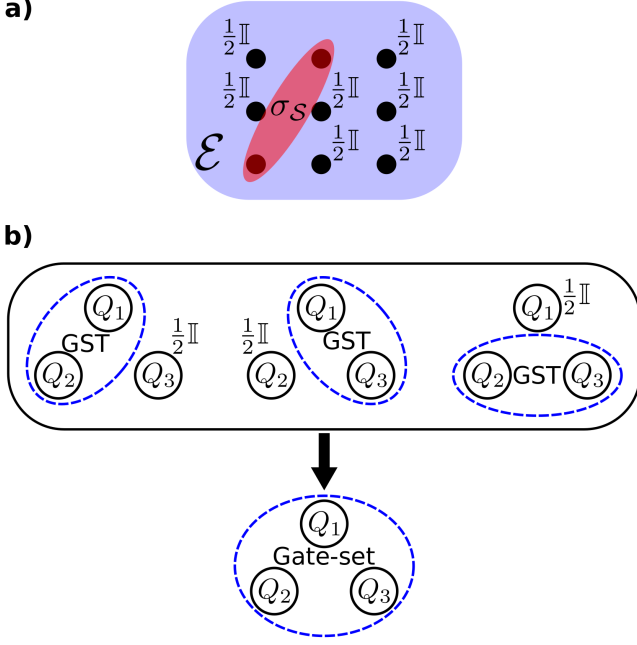 a)
½𝕀 ½𝕀
½𝕀 σ_𝒮 ½𝕀 ½𝕀
ℰ ½𝕀 ½𝕀
b)
Q₁ Q₁ Q₁ ½𝕀
GST ½𝕀 ½𝕀 GST
Q₂ Q₃ Q₂ Q₃ Q₂ GST Q₃
Q₁
Gate-set
Q₂ Q₃